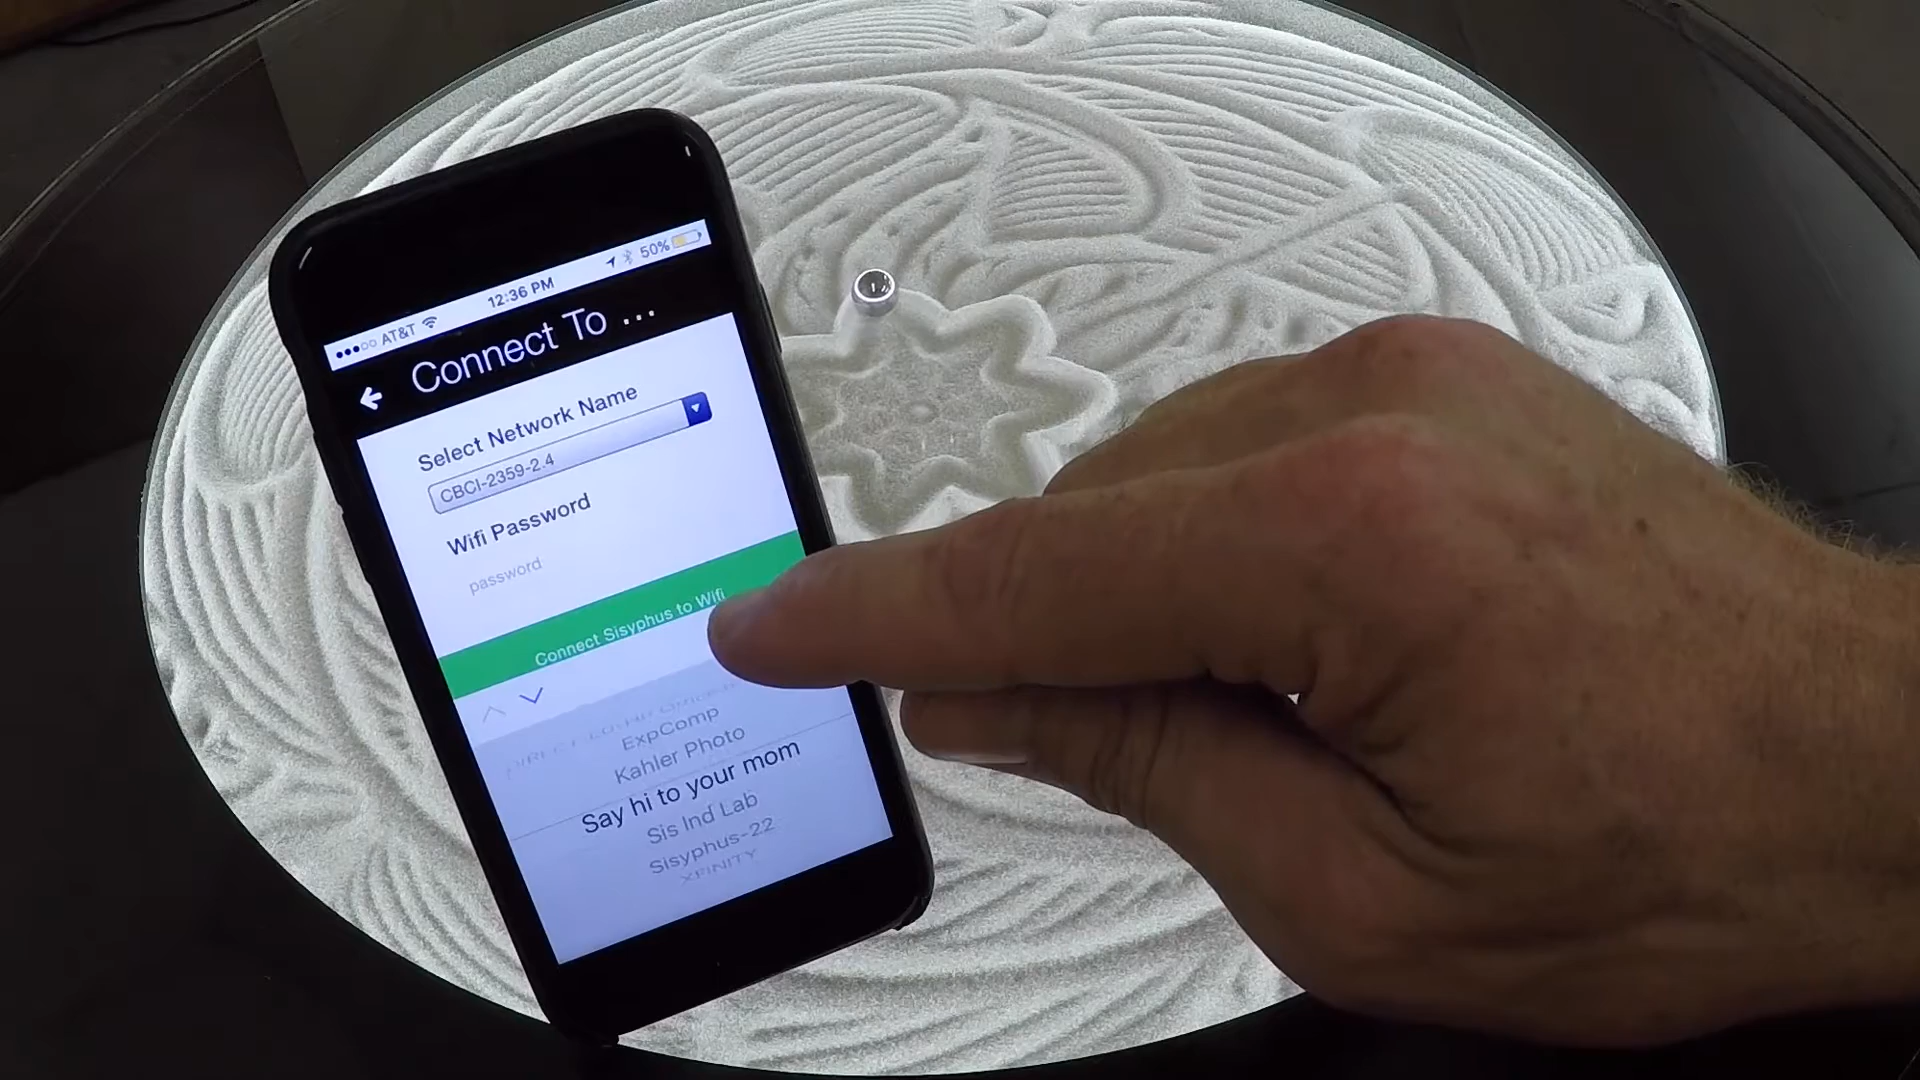 AT&T 12:36 PM 50%
Connect To ...
Select Network Name
CBCI-2359-2.4
Wifi Password
password
Connect Sisyphus to Wifi
ExpComp
Kahler Photo
Say hi to your mom
Sis Ind Lab
Sisyphus-22
XFINITY